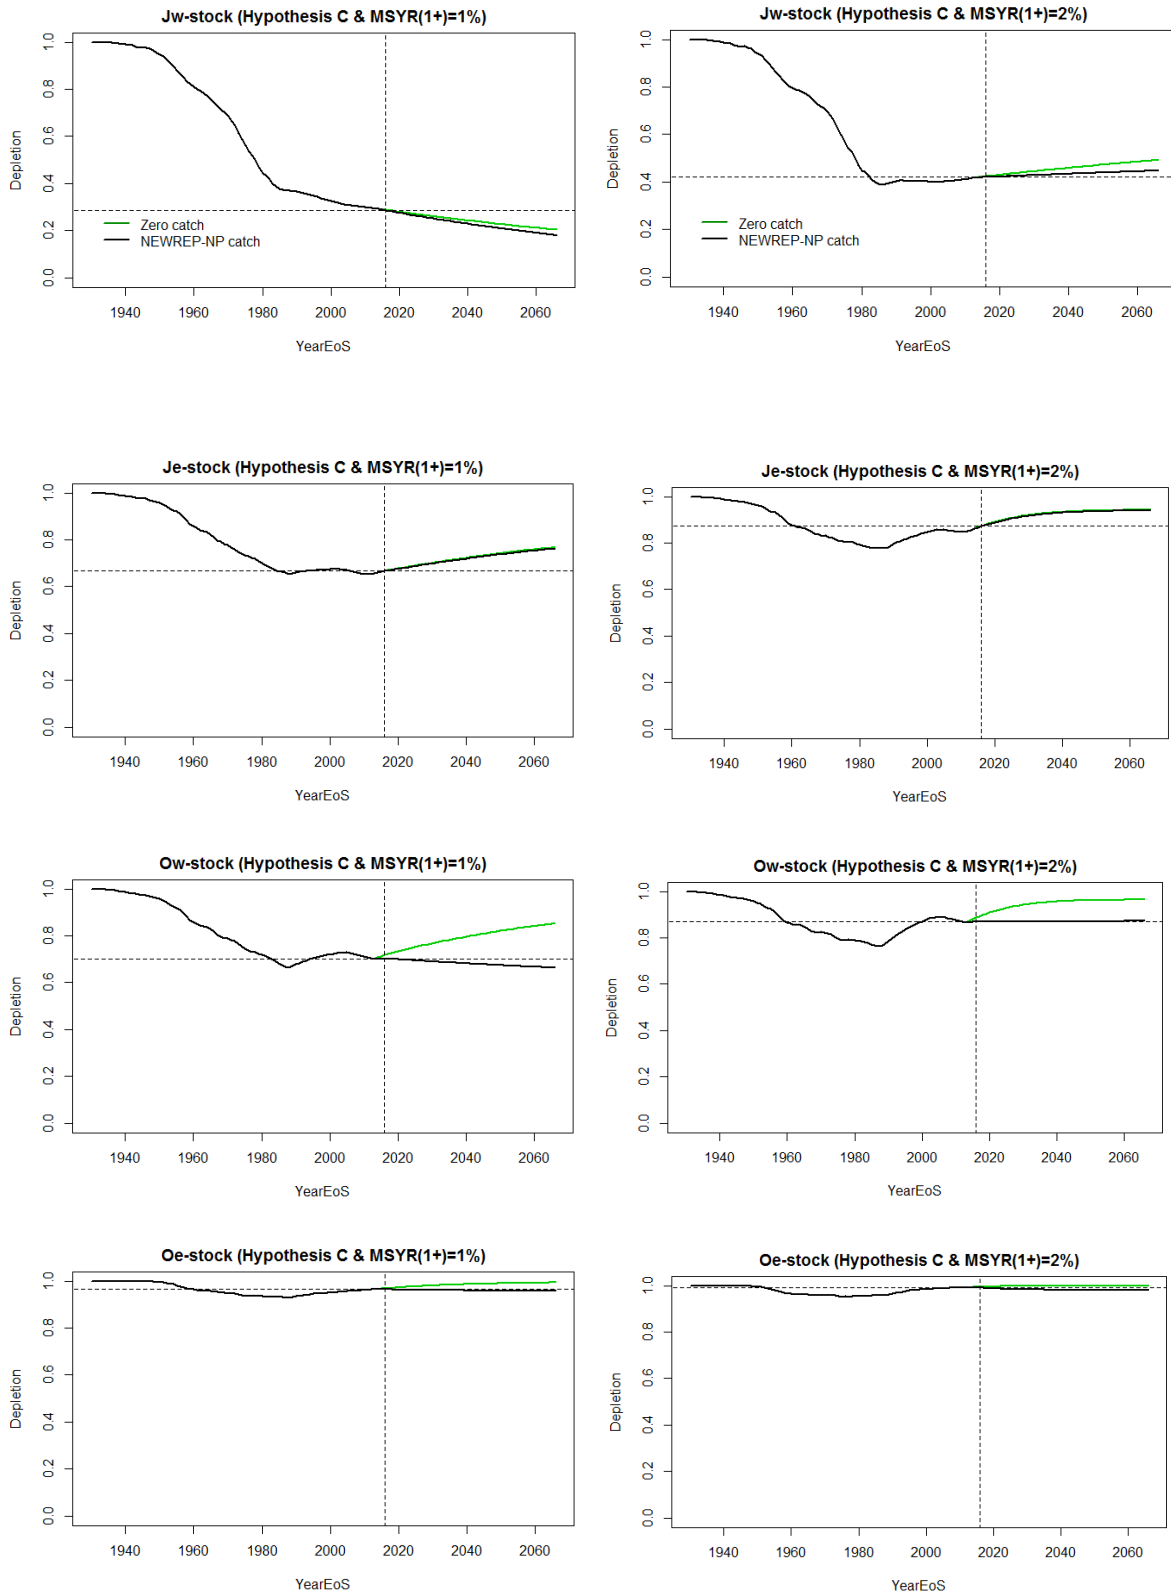 Jw-stock (Hypothesis C & MSYR(1+)=1%)
Depletion
1.0
0.8
0.6
0.4
0.2
0.0
Zero catch
NEWREP-NP catch
1940 1960 1980 2000 2020 2040 2060
YearEoS
Jw-stock (Hypothesis C & MSYR(1+)=2%)
Depletion
1.0
0.8
0.6
0.4
0.2
0.0
Zero catch
NEWREP-NP catch
1940 1960 1980 2000 2020 2040 2060
YearEoS
Je-stock (Hypothesis C & MSYR(1+)=1%)
Depletion
1.0
0.8
0.6
0.4
0.2
0.0
1940 1960 1980 2000 2020 2040 2060
YearEoS
Je-stock (Hypothesis C & MSYR(1+)=2%)
Depletion
1.0
0.8
0.6
0.4
0.2
0.0
1940 1960 1980 2000 2020 2040 2060
YearEoS
Ow-stock (Hypothesis C & MSYR(1+)=1%)
Depletion
1.0
0.8
0.6
0.4
0.2
0.0
1940 1960 1980 2000 2020 2040 2060
YearEoS
Ow-stock (Hypothesis C & MSYR(1+)=2%)
Depletion
1.0
0.8
0.6
0.4
0.2
0.0
1940 1960 1980 2000 2020 2040 2060
YearEoS
Oe-stock (Hypothesis C & MSYR(1+)=1%)
Depletion
1.0
0.8
0.6
0.4
0.2
0.0
1940 1960 1980 2000 2020 2040 2060
YearEoS
Oe-stock (Hypothesis C & MSYR(1+)=2%)
Depletion
1.0
0.8
0.6
0.4
0.2
0.0
1940 1960 1980 2000 2020 2040 2060
YearEoS